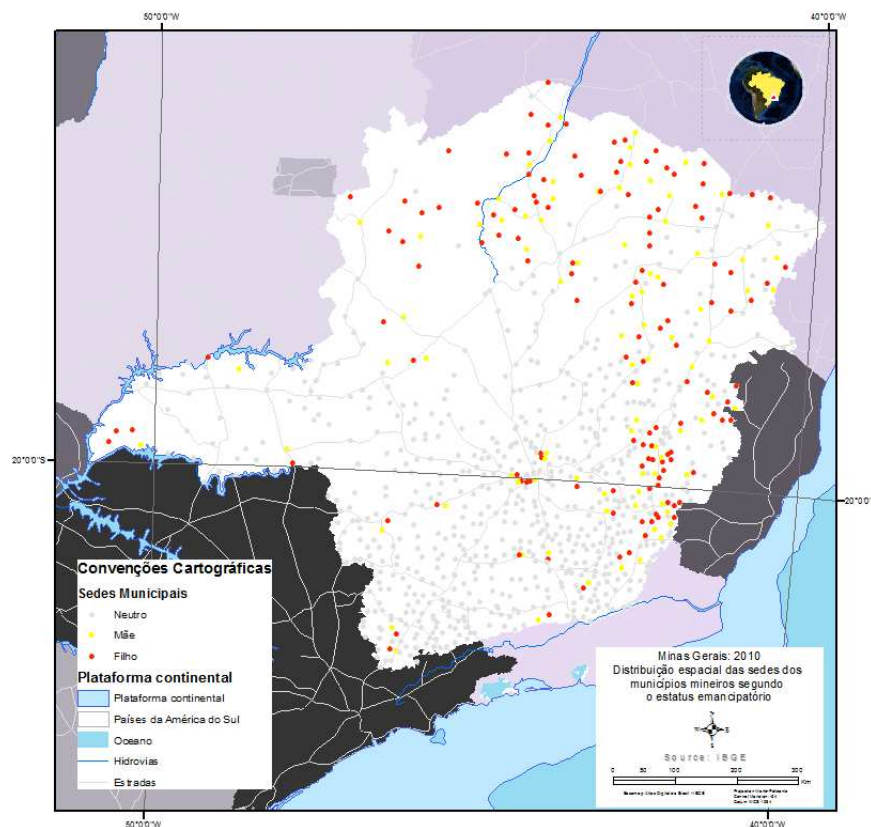 50°0'0"W
40°0'0"W
20°0'0"S
20°0'0"S
Convenções Cartográficas
Sedes Municipais
Neutro
Mãe
Filho
Plataforma continental
Plataforma continental
Países da América do Sul
Oceano
Hidrovias
Estradas
Minas Gerais: 2010
Distribuição espacial das sedes dos
municípios mineiros segundo
o estatus emancipatório
N
S
Source: IBGE
0 50 100 200 300
Km
50°0'0"W
40°0'0"W